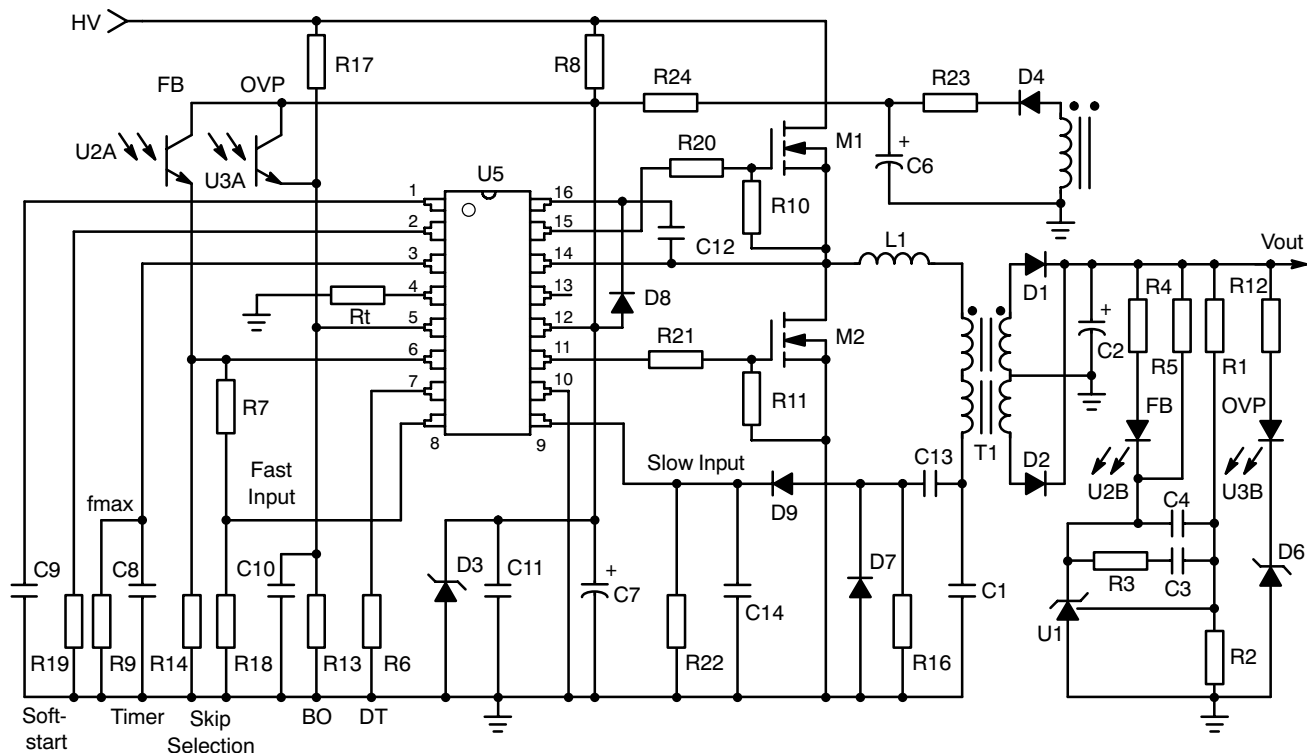 HV
R17
R8
FB
OVP
R24
R23
D4
U2A
U3A
U5
R20
M1
+
C6
1
16
R10
2
15
3
14
C12
L1
Vout
4
13
Rt
D8
D1
R4
R12
5
12
M2
+
C2
R5
R1
6
11
R21
7
10
R7
R11
FB
OVP
8
9
T1
Fast
Input
Slow Input
C13
D2
U2B
U3B
fmax
D9
C4
C9
C8
C10
D3
C11
+
C7
D7
C14
C1
R3
C3
D6
U1
R19
R9
R14
R18
R13
R6
R22
R16
R2
Soft-
start
Timer
Skip
Selection
BO
DT